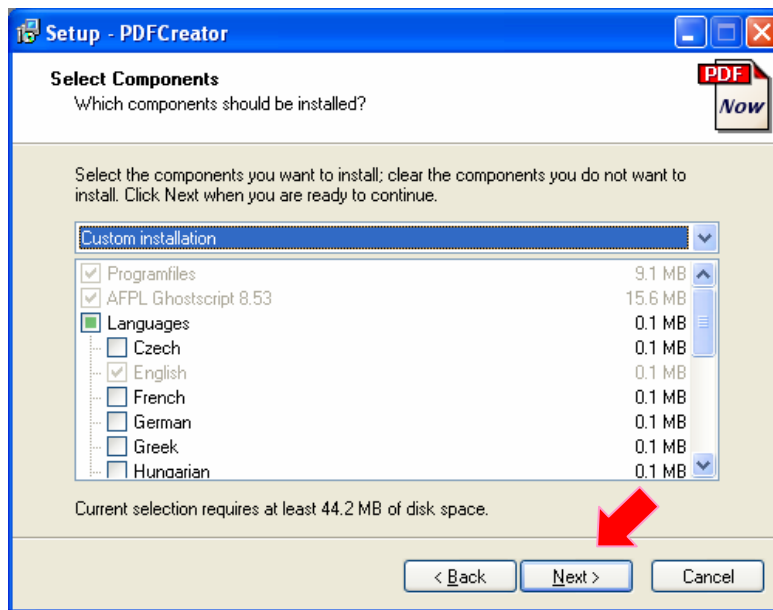 Setup - PDFCreator
Select Components
Which components should be installed?
PDF
Now
Select the components you want to install; clear the components you do not want to
install. Click Next when you are ready to continue.
Custom installation
Programfiles 9.1 MB
AFPL Ghostscript 8.53 15.6 MB
Languages 0.1 MB
Czech 0.1 MB
English 0.1 MB
French 0.1 MB
German 0.1 MB
Greek 0.1 MB
Hungarian 0.1 MB
Current selection requires at least 44.2 MB of disk space.
< Back Next > Cancel